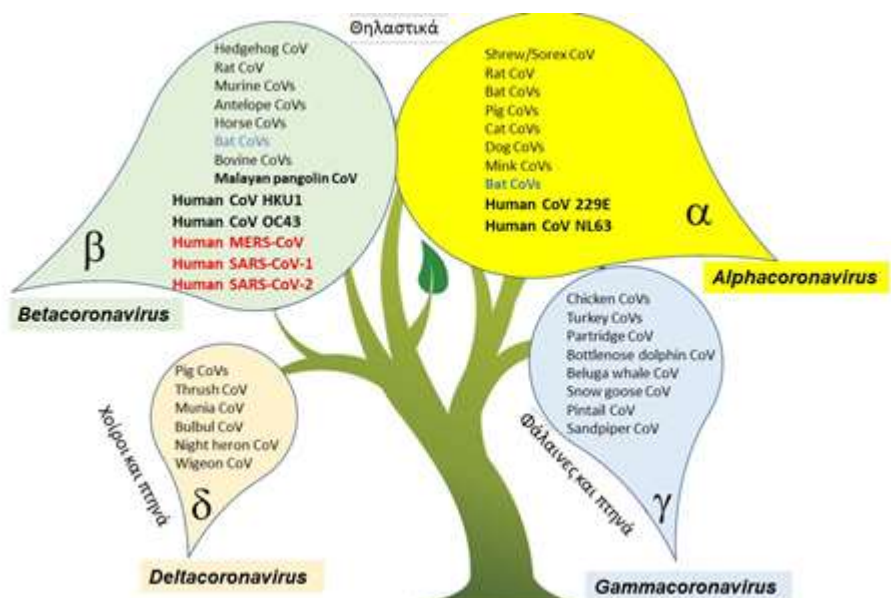 Θηλαστικά
Hedgehog CoV
Rat CoV
Murine CoVs
Antelope CoVs
Horse CoVs
Bat CoVs
Bovine CoVs
Malayan pangolin CoV
Human CoV HKU1
Human CoV OC43
Human MERS-CoV
Human SARS-CoV-1
Human SARS-CoV-2
β
Betacoronavirus
Shrew/Sorex CoV
Rat CoV
Bat CoVs
Pig CoVs
Cat CoVs
Dog CoVs
Mink CoVs
Bat CoVs
Human CoV 229E
Human CoV NL63
α
Alphacoronavirus
Pig CoVs
Thrush CoV
Munia CoV
Bulbul CoV
Night heron CoV
Wigeon CoV
δ
Χοίροι και πτηνά
Deltacoronavirus
Chicken CoVs
Turkey CoVs
Partridge CoV
Bottlenose dolphin CoV
Beluga whale CoV
Snow goose CoV
Pintail CoV
Sandpiper CoV
γ
Φάλαινες και πτηνά
Gammacoronavirus